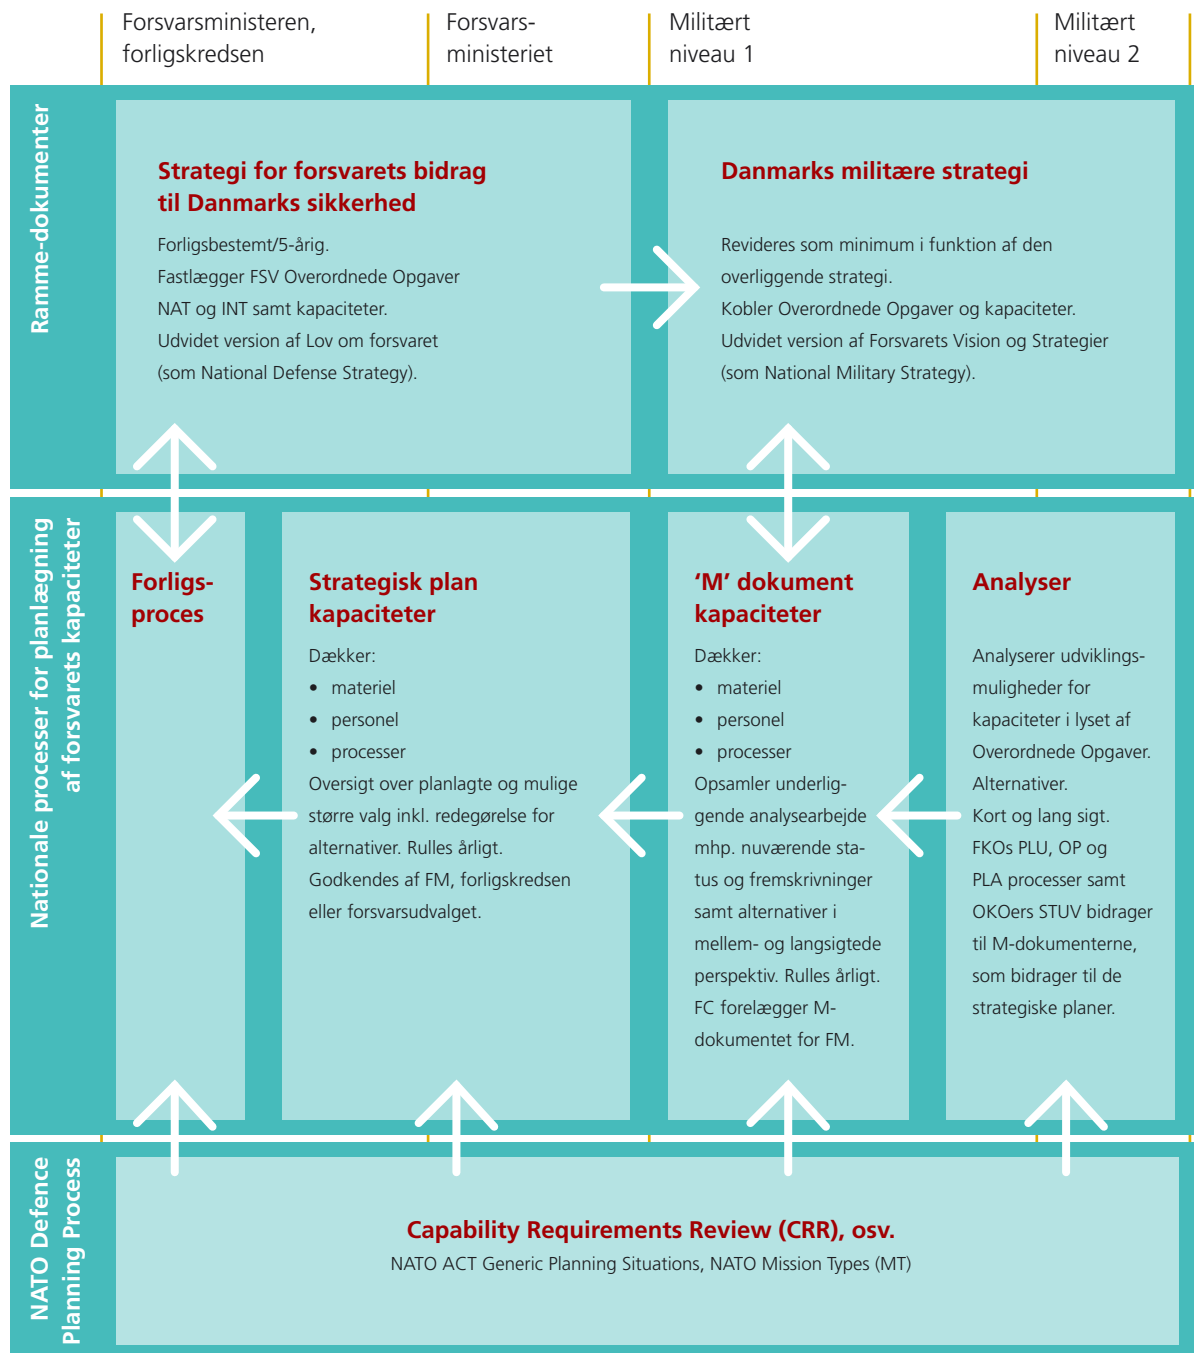 Forsvarsministeren,
forligskredsen
Forsvars-
ministeriet
Militært
niveau 1
Militært
niveau 2
Ramme-dokumenter
Strategi for forsvarets bidrag
til Danmarks sikkerhed
Forligsbestemt/5-årig.
Fastlægger FSV Overordnede Opgaver
NAT og INT samt kapaciteter.
Udvidet version af Lov om forsvaret
(som National Defense Strategy).
Danmarks militære strategi
Revideres som minimum i funktion af den
overliggende strategi.
Kobler Overordnede Opgaver og kapaciteter.
Udvidet version af Forsvarets Vision og Strategier
(som National Military Strategy).
Nationale processer for planlægning
af forsvarets kapaciteter
Forligs-
proces
Strategisk plan
kapaciteter
Dækker:
• materiel
• personel
• processer
Oversigt over planlagte og mulige
større valg inkl. redegørelse for
alternativer. Rulles årligt.
Godkendes af FM, forligskredsen
eller forsvarsudvalget.
‘M’ dokument
kapaciteter
Dækker:
• materiel
• personel
• processer
Opsamler underlig-
gende analysearbejde
mhp. nuværende sta-
tus og fremskrivninger
samt alternativer i
mellem- og langsigtede
perspektiv. Rulles årligt.
FC forelægger M-
dokumentet for FM.
Analyser
Analyserer udviklings-
muligheder for
kapaciteter i lyset af
Overordnede Opgaver.
Alternativer.
Kort og lang sigt.
FKOs PLU, OP og
PLA processer samt
OKOers STUV bidrager
til M-dokumenterne,
som bidrager til de
strategiske planer.
NATO Defence
Planning Process
Capability Requirements Review (CRR), osv.
NATO ACT Generic Planning Situations, NATO Mission Types (MT)